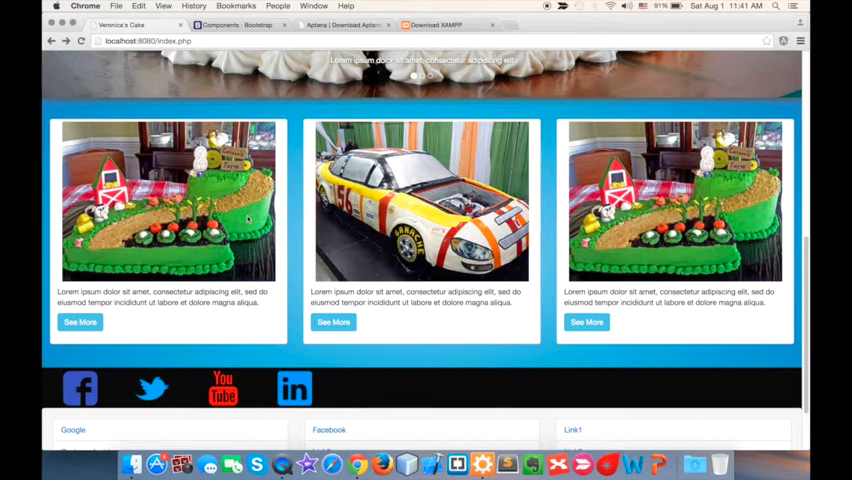 Chrome File Edit View History Bookmarks People Window Help 91% Sat Aug 1 11:41 AM
Veronica's Cake Components - Bootstrap Aptana | Download Aptana Download XAMPP
localhost:8080/index.php
Lorem ipsum dolor sit amet, consectetur adipiscing elit.
156
GANACHE
Lorem ipsum dolor sit amet, consectetur adipiscing elit, sed do
eiusmod tempor incididunt ut labore et dolore magna aliqua.
See More
Lorem ipsum dolor sit amet, consectetur adipiscing elit, sed do
eiusmod tempor incididunt ut labore et dolore magna aliqua.
See More
Lorem ipsum dolor sit amet, consectetur adipiscing elit, sed do
eiusmod tempor incididunt ut labore et dolore magna aliqua.
See More
f You Tube in
Google Facebook Link1